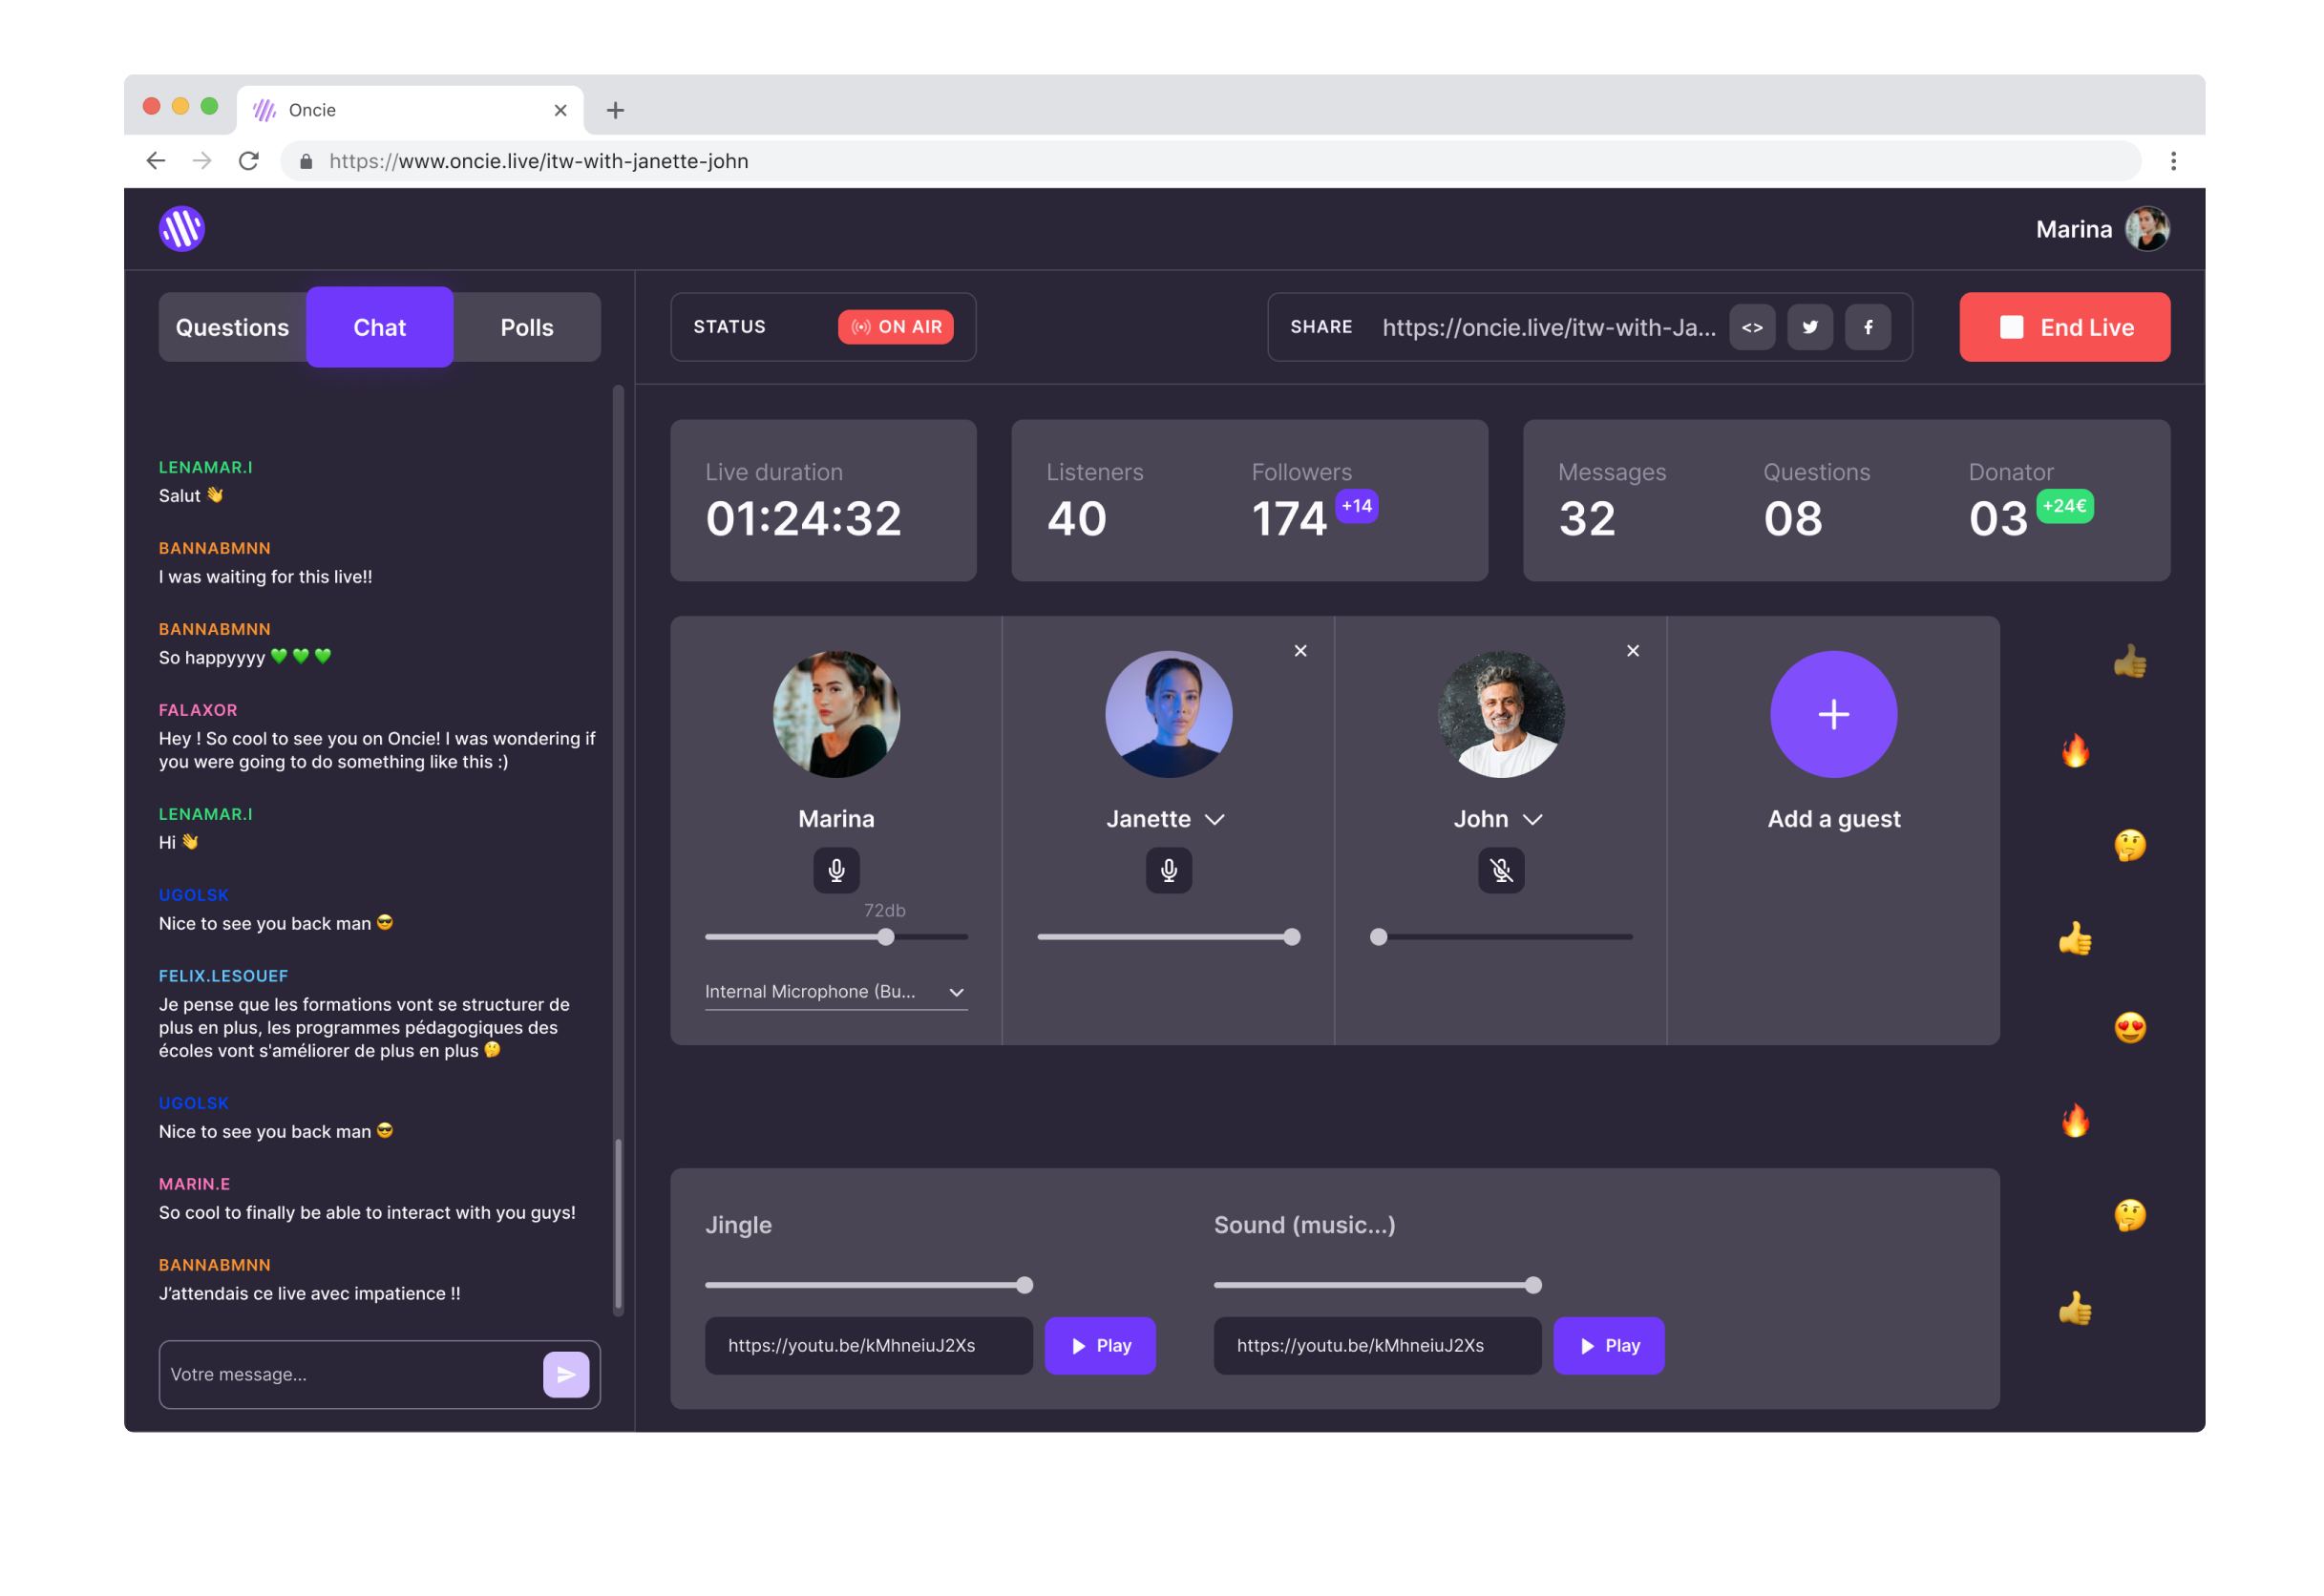 Oncie
https://www.oncie.live/itw-with-janette-john
Marina
Questions
Chat
Polls
STATUS
ON AIR
SHARE
https://oncie.live/itw-with-Ja...
<>
End Live
LENAMAR.I
Salut 👋
BANNABMNN
I was waiting for this live!!
BANNABMNN
So happyyyy 💚💚💚
FALAXOR
Hey ! So cool to see you on Oncie! I was wondering if
you were going to do something like this :)
LENAMAR.I
Hi 👋
UGOLSK
Nice to see you back man 😎
FELIX.LESOUEF
Je pense que les formations vont se structurer de
plus en plus, les programmes pédagogiques des
écoles vont s'améliorer de plus en plus 🤔
UGOLSK
Nice to see you back man 😎
MARIN.E
So cool to finally be able to interact with you guys!
BANNABMNN
J’attendais ce live avec impatience !!
Votre message...
Live duration
01:24:32
Listeners
40
Followers
174 +14
Messages
32
Questions
08
Donator
03 +24€
Marina
72db
Internal Microphone (Bu...
Janette
John
Add a guest
Jingle
https://youtu.be/kMhneiuJ2Xs
Play
Sound (music...)
https://youtu.be/kMhneiuJ2Xs
Play